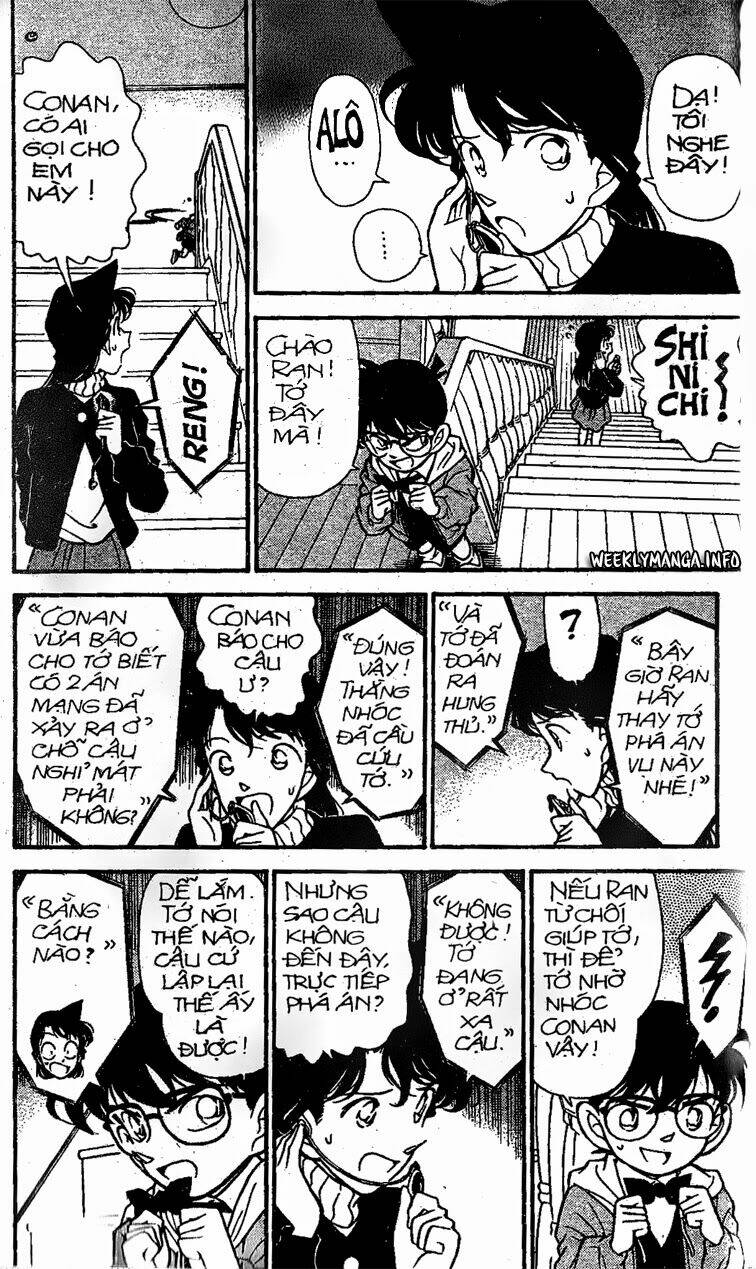 CONAN,
CÓ AI
GỌI CHO
EM
NÀY!
RENG!
ALÔ
...
.....
DẠ!
TÔI
NGHE
ĐÂY!
CHÀO
RAN!
TỚ
ĐÂY
MÀ!
SHI
NI
CHI!
WEEKLYMANGA.INFO
"CONAN
VỪA BÁO
CHO TỚ BIẾT
CÓ 2 ÁN
MẠNG ĐÃ
XẢY RA Ở
CHỖ CẬU
NGHỈ MÁT
PHẢI
KHÔNG?"
CONAN
BÁO CHO
CẬU
Ư?
"ĐÚNG
VẬY!
THẰNG
NHÓC
ĐÃ CẦU
CỨU
TỚ."
"VÀ
TỚ ĐÃ
ĐOÁN
RA
HUNG
THỦ."
?
"BÂY
GIỜ RAN
HÃY
THAY TỚ
PHÁ ÁN
VỤ NÀY
NHÉ!"
"BẰNG
CÁCH
NÀO?"
DỄ LẮM.
TỚ NÓI
THẾ NÀO,
CẬU CỨ
LẬP LẠI
THẾ ẤY
LÀ
ĐƯỢC!
NHƯNG
SAO CẬU
KHÔNG
ĐẾN ĐÂY,
TRỰC TIẾP
PHÁ ÁN?
"KHÔNG
ĐƯỢC!
TỚ
ĐANG
Ở RẤT
XA
CẬU."
NẾU RAN
TỪ CHỐI
GIÚP TỚ,
THÌ ĐỂ
TỚ NHỜ
NHÓC
CONAN
VẬY!